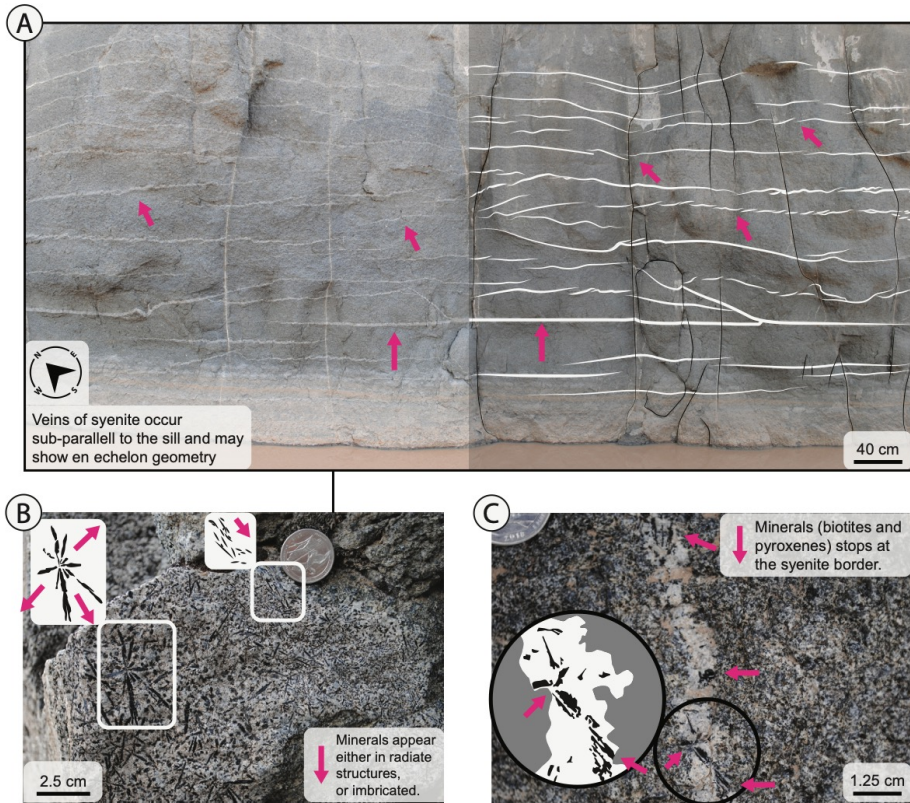 A
N
E
W
S
Veins of syenite occur
sub-parallell to the sill and may
show en echelon geometry
40 cm
B
Minerals appear
either in radiate
structures,
or imbricated.
2.5 cm
C
Minerals (biotites and
pyroxenes) stops at
the syenite border.
1.25 cm